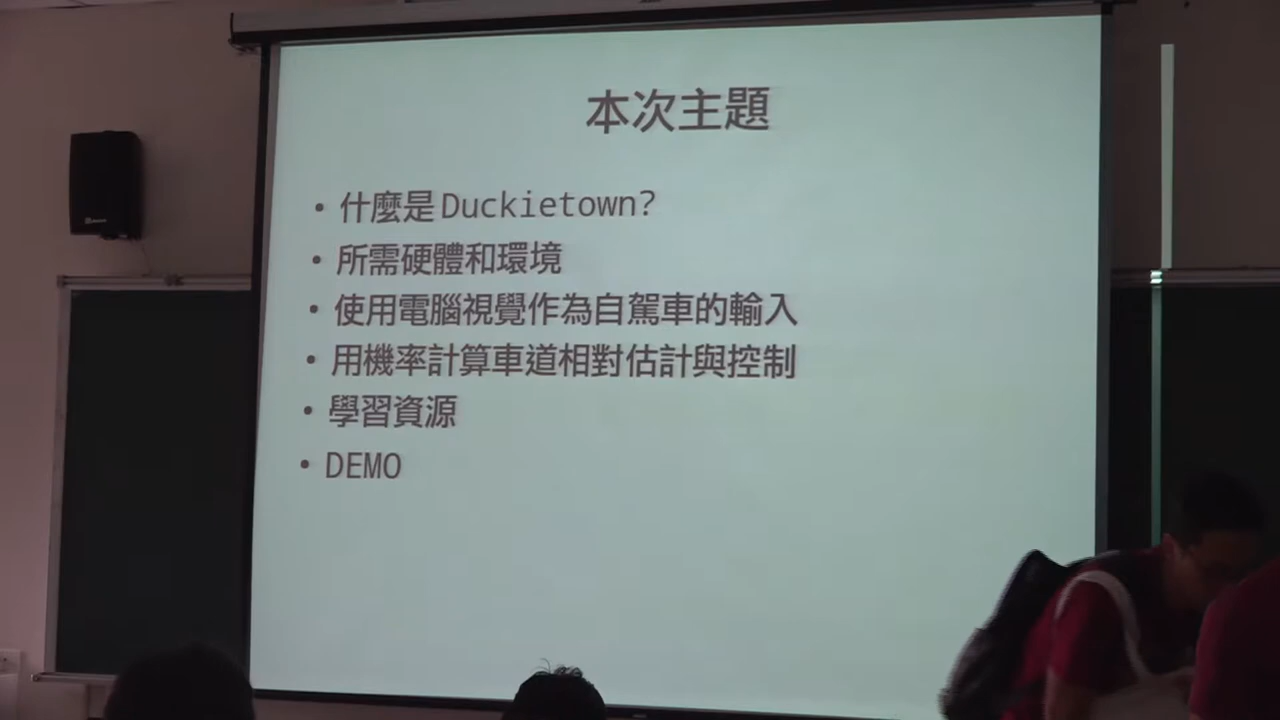 本次主題
• 什麼是Duckietown?
• 所需硬體和環境
• 使用電腦視覺作為自駕車的輸入
• 用機率計算車道相對估計與控制
• 學習資源
• DEMO